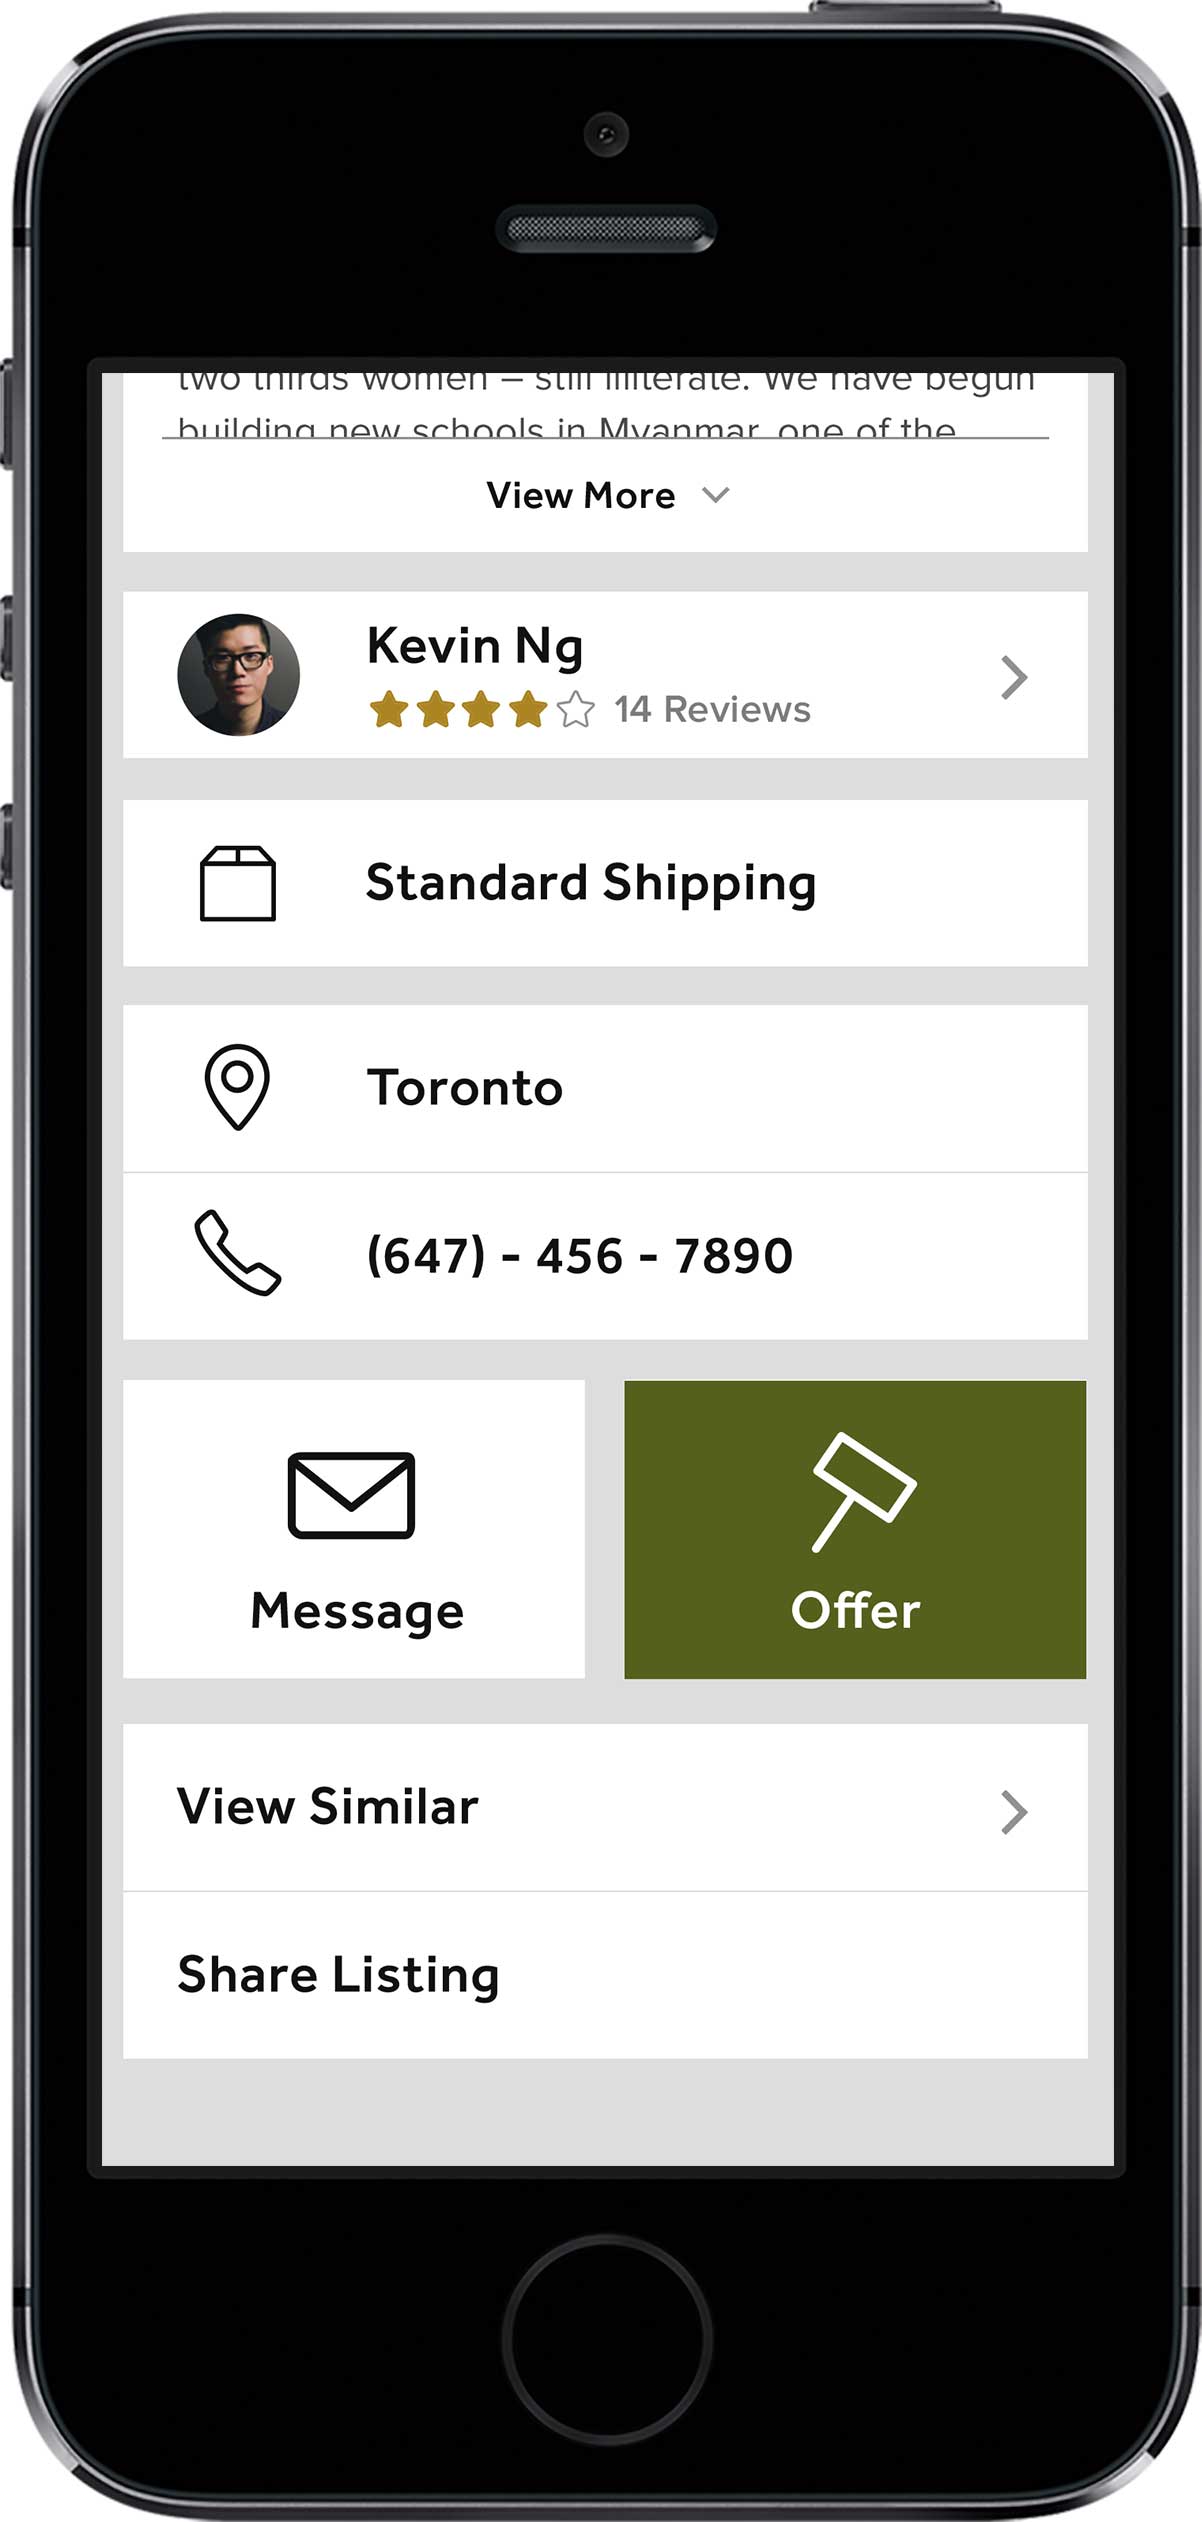 two thirds women – still illiterate. We have begun
building new schools in Myanmar, one of the
View More
Kevin Ng
14 Reviews
Standard Shipping
Toronto
(647) - 456 - 7890
Message
Offer
View Similar
Share Listing